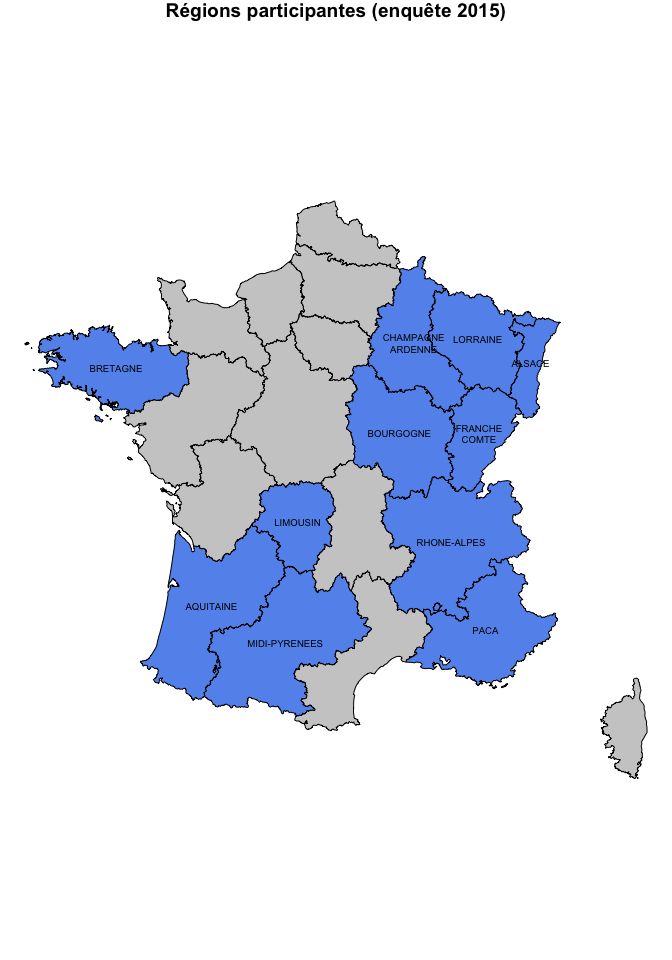 Régions participantes (enquête 2015)
CHAMPAGNE
ARDENNE
LORRAINE
ALSACE
BRETAGNE
BOURGOGNE
FRANCHE
COMTE
LIMOUSIN
RHONE-ALPES
AQUITAINE
PACA
MIDI-PYRENEES